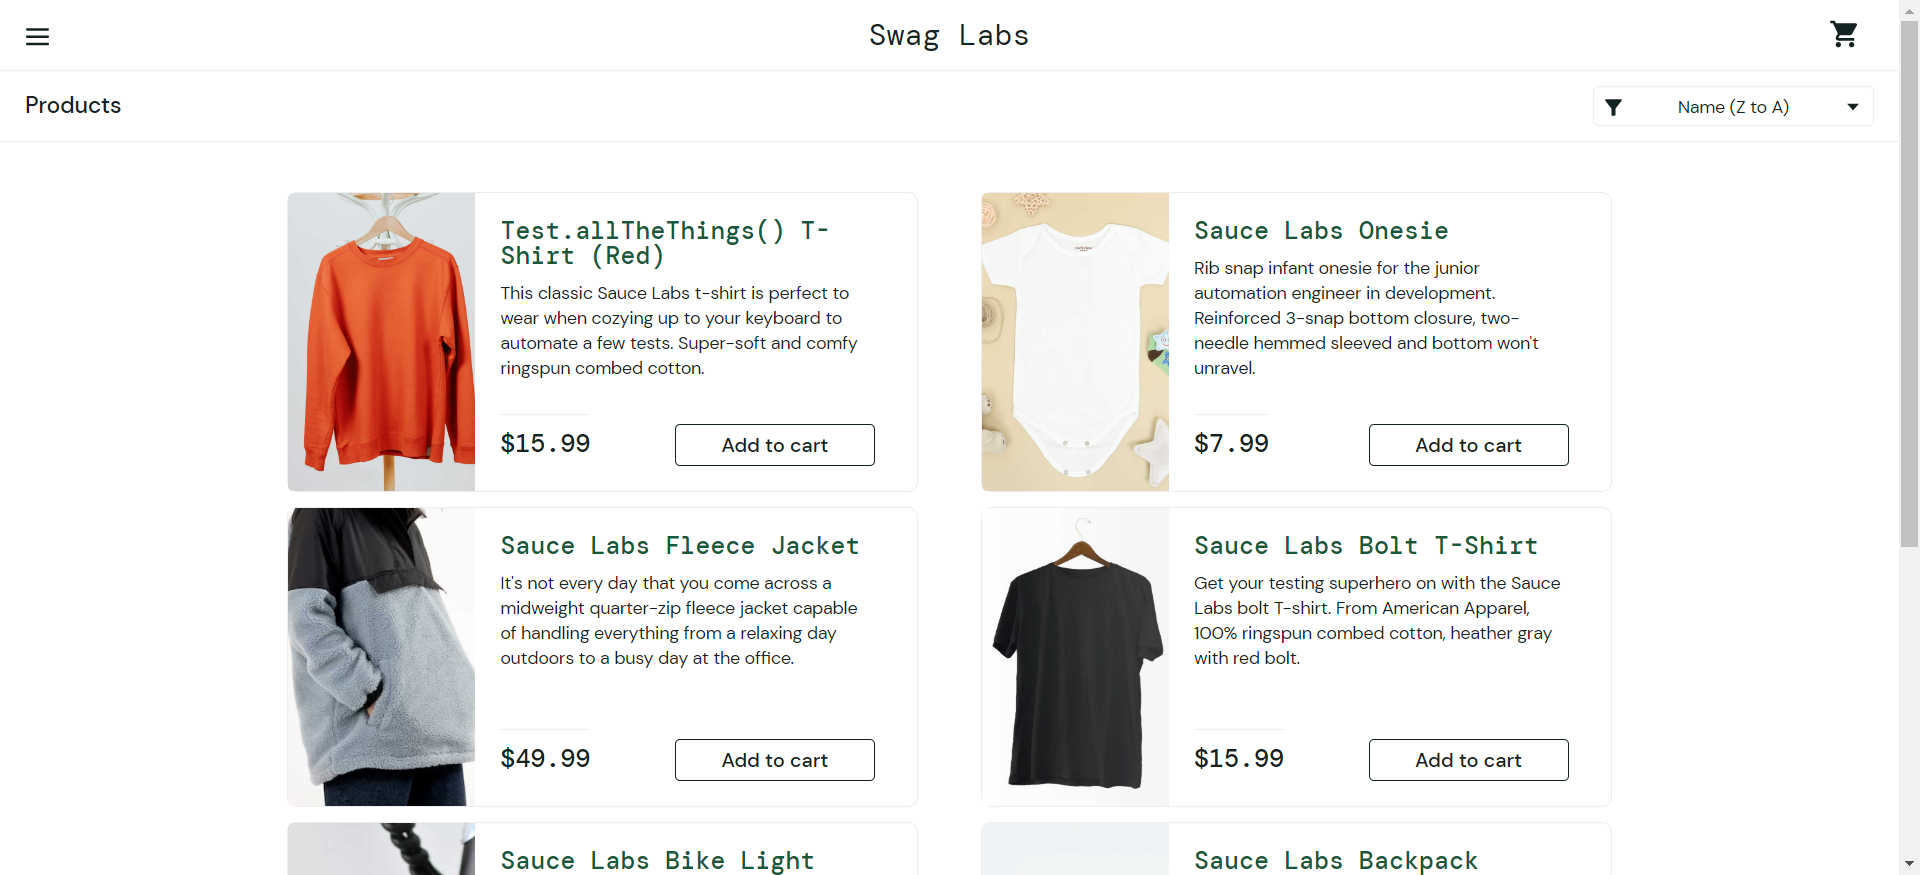 Swag Labs
Products
Name (Z to A)
Test.allTheThings() T-
Shirt (Red)
This classic Sauce Labs t-shirt is perfect to
wear when cozying up to your keyboard to
automate a few tests. Super-soft and comfy
ringspun combed cotton.
$15.99
Add to cart
Sauce Labs Onesie
Rib snap infant onesie for the junior
automation engineer in development.
Reinforced 3-snap bottom closure, two-
needle hemmed sleeved and bottom won't
unravel.
$7.99
Add to cart
Sauce Labs Fleece Jacket
It's not every day that you come across a
midweight quarter-zip fleece jacket capable
of handling everything from a relaxing day
outdoors to a busy day at the office.
$49.99
Add to cart
Sauce Labs Bolt T-Shirt
Get your testing superhero on with the Sauce
Labs bolt T-shirt. From American Apparel,
100% ringspun combed cotton, heather gray
with red bolt.
$15.99
Add to cart
Sauce Labs Bike Light
Sauce Labs Backpack